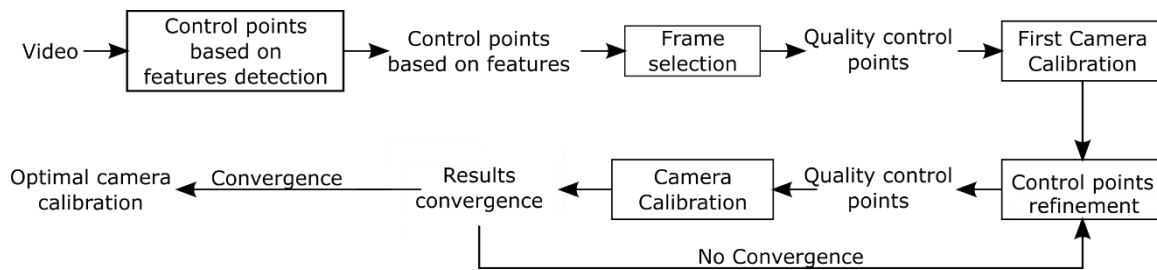 Video
Control points
based on
features detection
Control points
based on features
Frame
selection
Quality control
points
First Camera
Calibration
Optimal camera
calibration
Convergence
Results
convergence
Camera
Calibration
Quality control
points
Control points
refinement
No Convergence